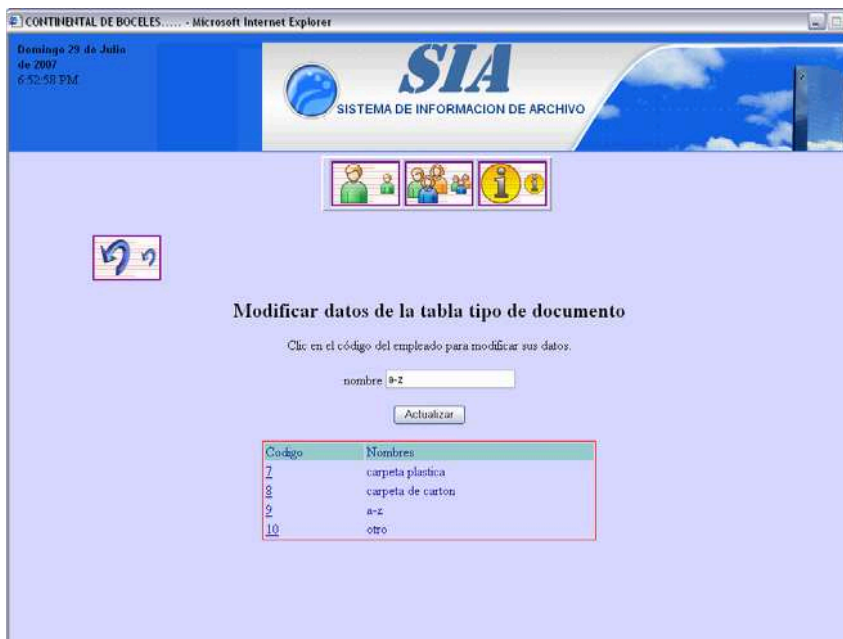 CONTINENTAL DE BOCELES..... - Microsoft Internet Explorer
Domingo 29 de Julio
de 2007
6:52:58 PM
SIA
SISTEMA DE INFORMACION DE ARCHIVO
Modificar datos de la tabla tipo de documento
Clic en el código del empleado para modificar sus datos.
nombre a-z
Actualizar
Codigo Nombres
7 carpeta plastica
8 carpeta de carton
9 a-z
10 otro